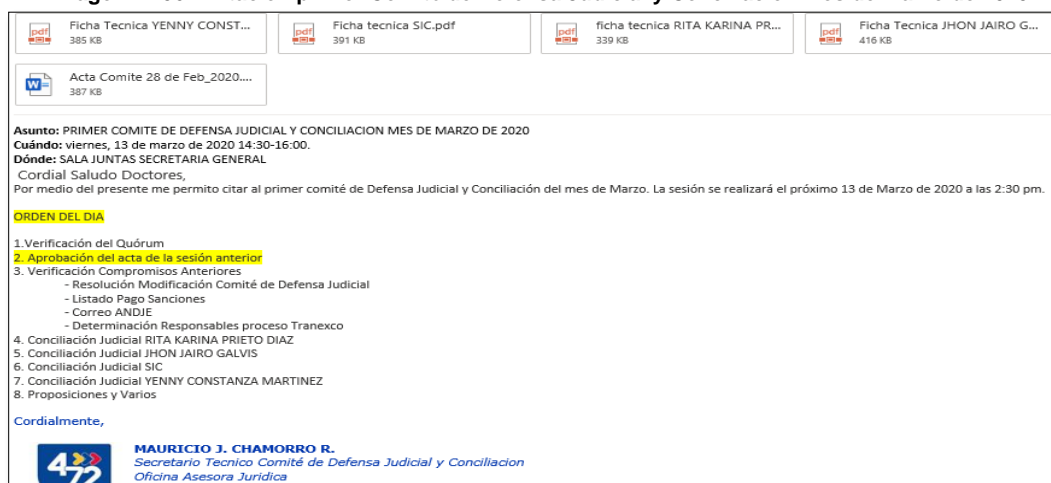 Ficha Tecnica YENNY CONST...
385 KB
Ficha tecnica SIC.pdf
391 KB
ficha tecnica RITA KARINA PR...
339 KB
Ficha Tecnica JHON JAIRO G...
416 KB
Acta Comite 28 de Feb_2020....
387 KB
Asunto: PRIMER COMITE DE DEFENSA JUDICIAL Y CONCILIACION MES DE MARZO DE 2020
Cuándo: viernes, 13 de marzo de 2020 14:30-16:00.
Dónde: SALA JUNTAS SECRETARIA GENERAL
Cordial Saludo Doctores,
Por medio del presente me permito citar al primer comité de Defensa Judicial y Conciliación del mes de Marzo. La sesión se realizará el próximo 13 de Marzo de 2020 a las 2:30 pm.
ORDEN DEL DIA
1.Verificación del Quórum
2. Aprobación del acta de la sesión anterior
3. Verificación Compromisos Anteriores
- Resolución Modificación Comité de Defensa Judicial
- Listado Pago Sanciones
- Correo ANDJE
- Determinación Responsables proceso Tranexco
4. Conciliación Judicial RITA KARINA PRIETO DIAZ
5. Conciliación Judicial JHON JAIRO GALVIS
6. Conciliación Judicial SIC
7. Conciliación Judicial YENNY CONSTANZA MARTINEZ
8. Proposiciones y Varios
Cordialmente,
472
MAURICIO J. CHAMORRO R.
Secretario Tecnico Comité de Defensa Judicial y Conciliacion
Oficina Asesora Juridica